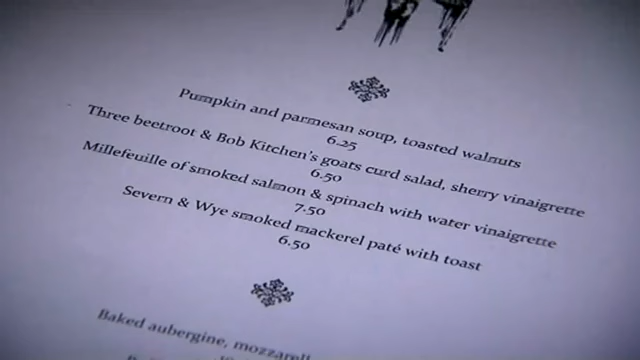 Pumpkin and parmesan soup, toasted walnuts
6.25
Three beetroot & Bob Kitchen's goats curd salad, sherry vinaigrette
6.50
Millefeuille of smoked salmon & spinach with water vinaigrette
7.50
Severn & Wye smoked mackerel paté with toast
6.50
Baked aubergine, mozzarell